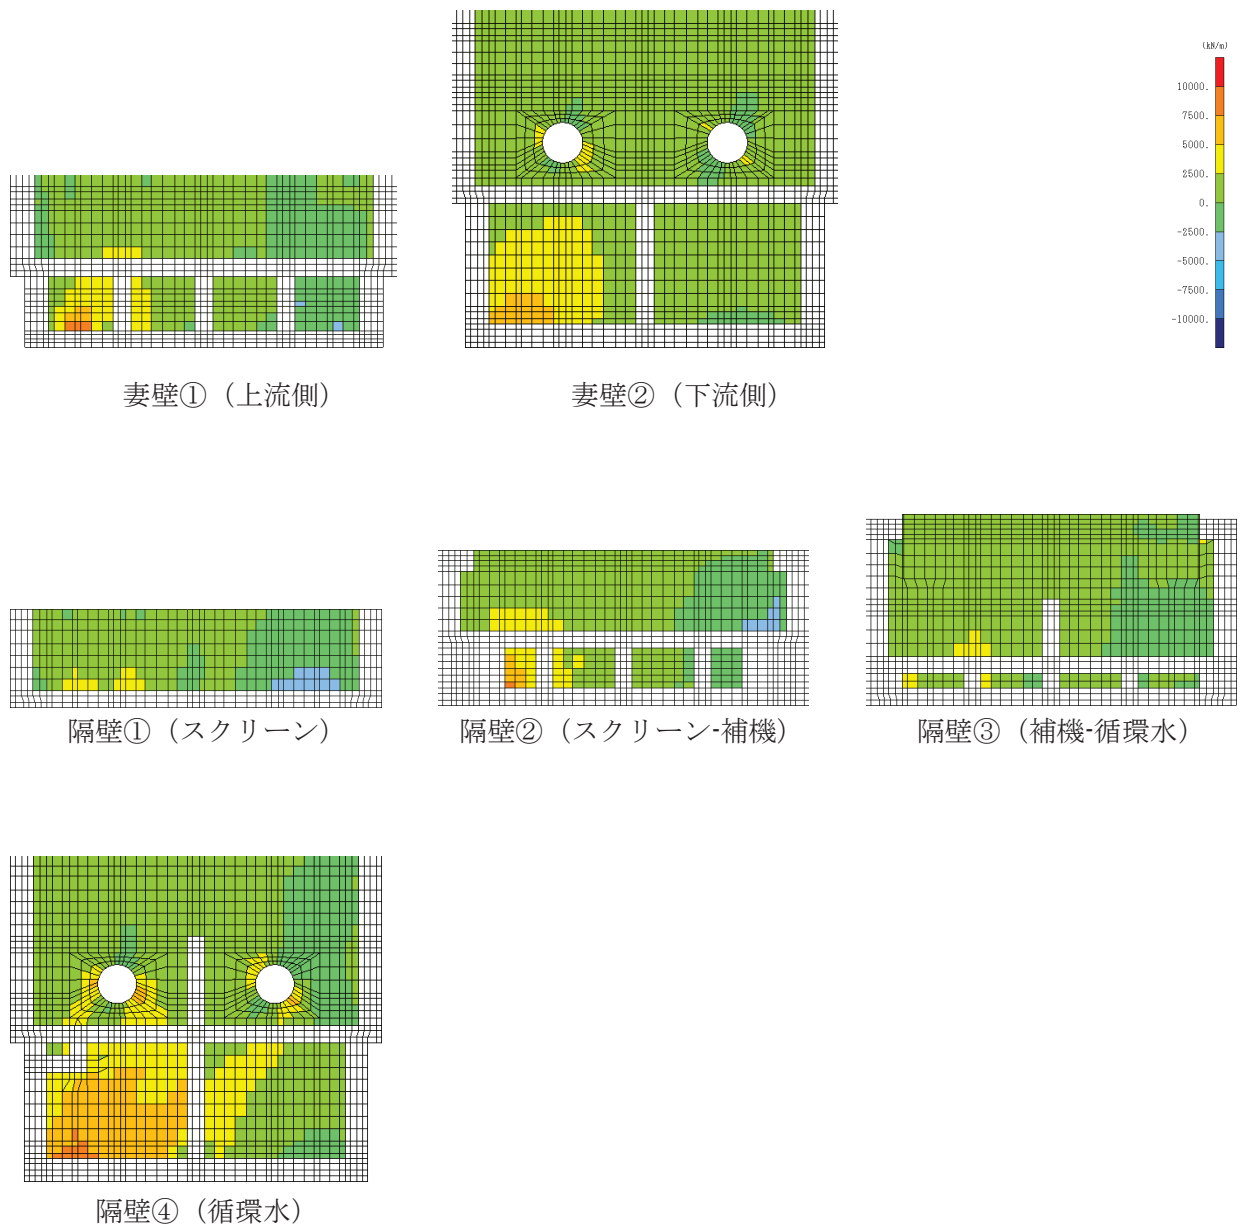 (kN/m)
10000.
7500.
5000.
2500.
0.
-2500.
-5000.
-7500.
-10000.
妻壁①（上流側）
妻壁②（下流側）
隔壁①（スクリーン）
隔壁②（スクリーン-補機）
隔壁③（補機-循環水）
隔壁④（循環水）